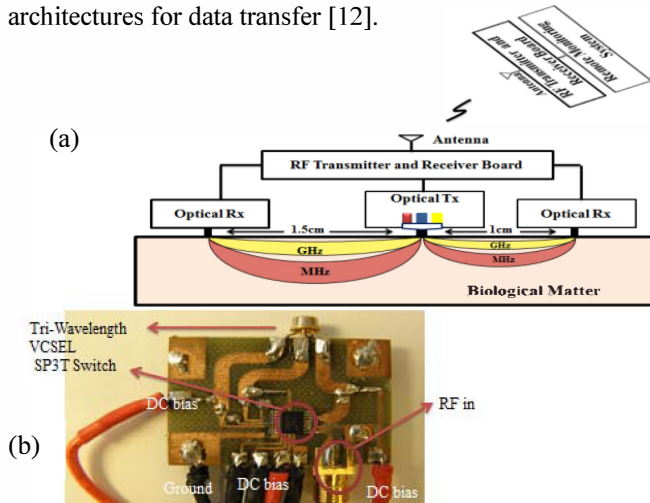 architectures for data transfer [12].
(a)
Antenna
RF Transmitter and
Receiver Board
Remote Monitoring
System
Antenna
RF Transmitter and Receiver Board
Optical Tx
Optical Rx
Optical Rx
1.5cm
1cm
GHz
GHz
MHz
MHz
Biological Matter
Tri-Wavelength
VCSEL
SP3T Switch
DC bias
RF in
(b)
Ground
DC bias
DC bias